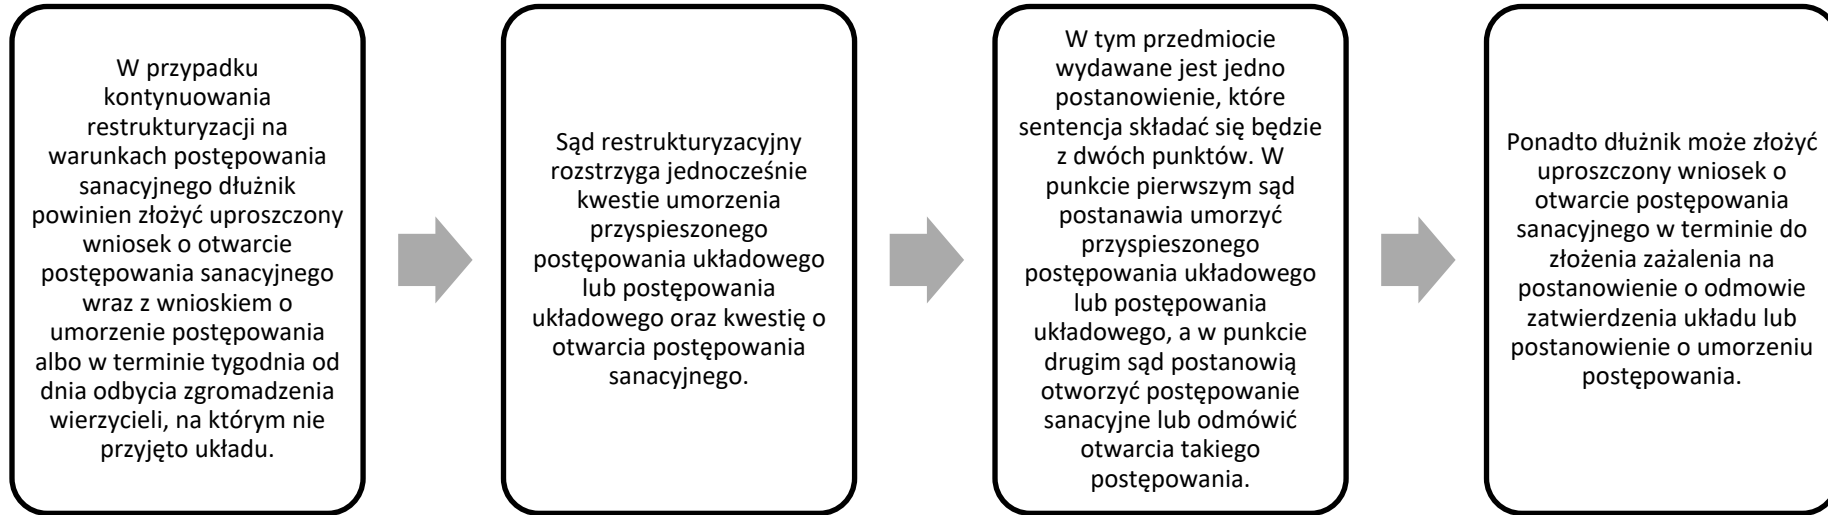 W przypadku
kontynuowania
restrukturyzacji na
warunkach postępowania
sanacyjnego dłużnik
powinien złożyć uproszczony
wniosek o otwarcie
postępowania sanacyjnego
wraz z wnioskiem o
umorzenie postępowania
albo w terminie tygodnia od
dnia odbycia zgromadzenia
wierzycieli, na którym nie
przyjęto układu.
Sąd restrukturyzacyjny
rozstrzyga jednocześnie
kwestie umorzenia
przyspieszonego
postępowania układowego
lub postępowania
układowego oraz kwestię o
otwarcia postępowania
sanacyjnego.
W tym przedmiocie
wydawane jest jedno
postanowienie, które
sentencja składać się będzie
z dwóch punktów. W
punkcie pierwszym sąd
postanawia umorzyć
przyspieszonego
postępowania układowego
lub postępowania
układowego, a w punkcie
drugim sąd postanowią
otworzyć postępowanie
sanacyjne lub odmówić
otwarcia takiego
postępowania.
Ponadto dłużnik może złożyć
uproszczony wniosek o
otwarcie postępowania
sanacyjnego w terminie do
złożenia zażalenia na
postanowienie o odmowie
zatwierdzenia układu lub
postanowienie o umorzeniu
postępowania.